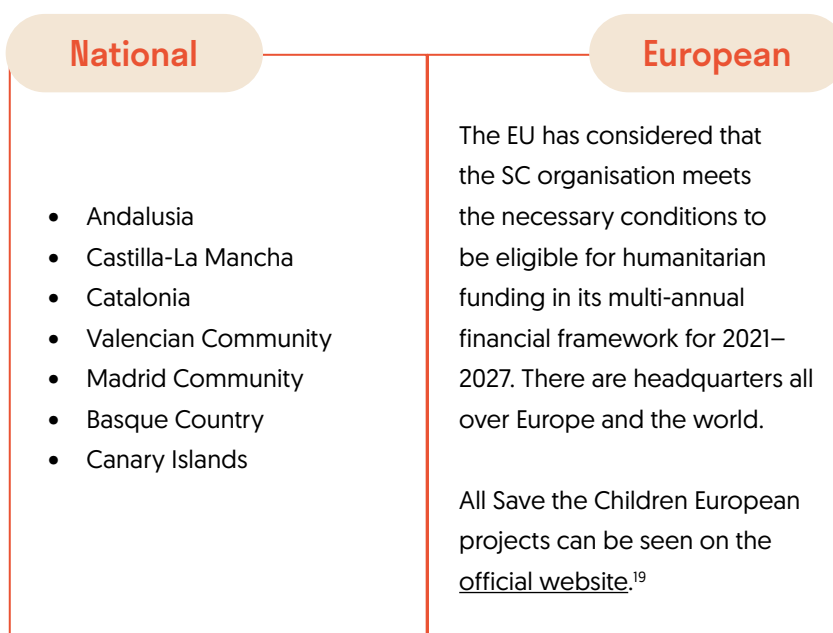 National
• Andalusia
• Castilla-La Mancha
• Catalonia
• Valencian Community
• Madrid Community
• Basque Country
• Canary Islands
European
The EU has considered that
the SC organisation meets
the necessary conditions to
be eligible for humanitarian
funding in its multi-annual
financial framework for 2021–
2027. There are headquarters all
over Europe and the world.
All Save the Children European
projects can be seen on the
official website.¹⁹